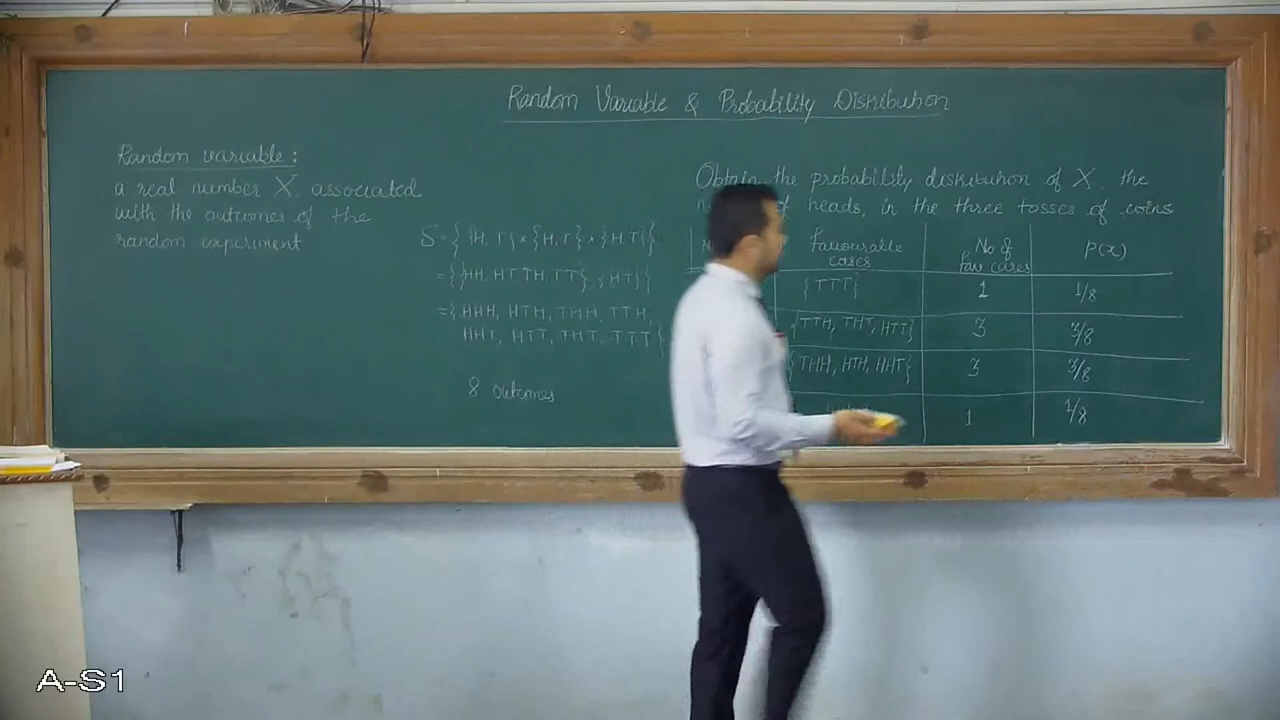 Random Variable & Probability Distribution
Random variable:
a real number X, associated
with the outcomes of the
random experiment
S = { {H, T} × {H, T} × {H, T} }
= { {HH, HT, TH, TT}, {H, T} }
= { HHH, HTH, THH, TTH,
HHT, HTT, THT, TTT }
8 outcomes
Obtain the probability distribution of X, the
of heads, in the three tosses of coins
Favourable cases No of fav cases P(x)
{TTT} 1 1/8
{TTH, THT, HTT} 3 3/8
{THH, HTH, HHT} 3 3/8
1 1/8
A-S1